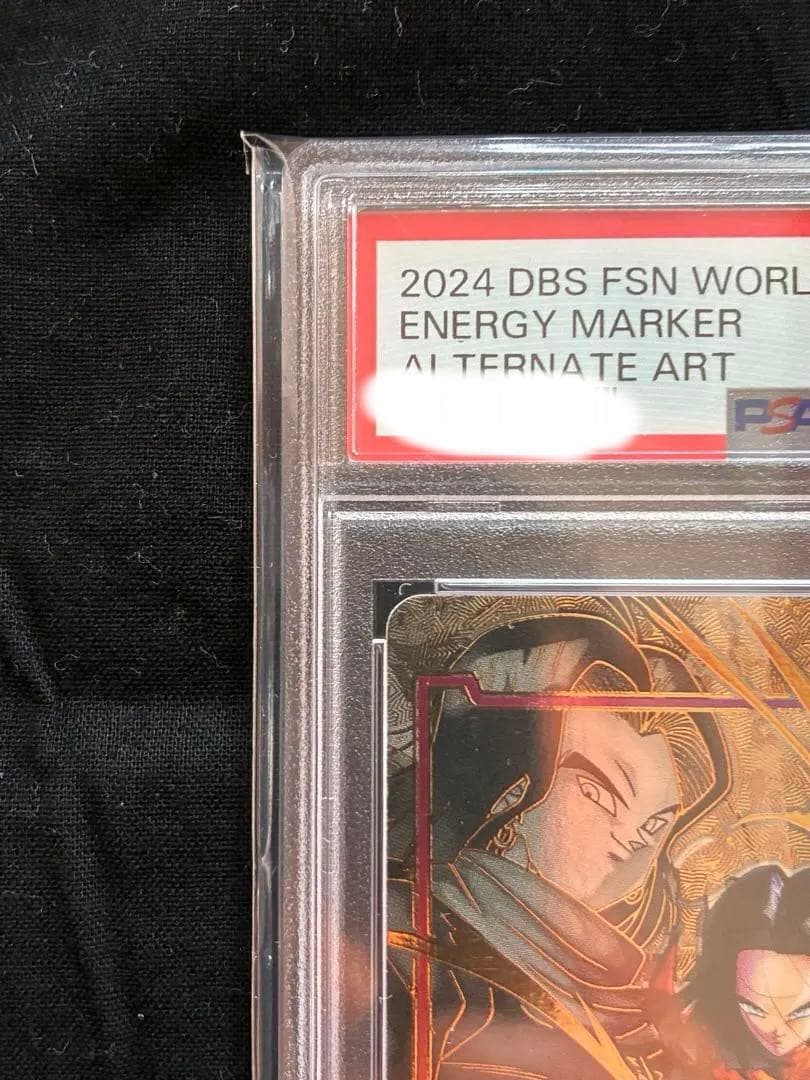 2024 DBS FSN WORL
ENERGY MARKER
ALTERNATE ART
PSA